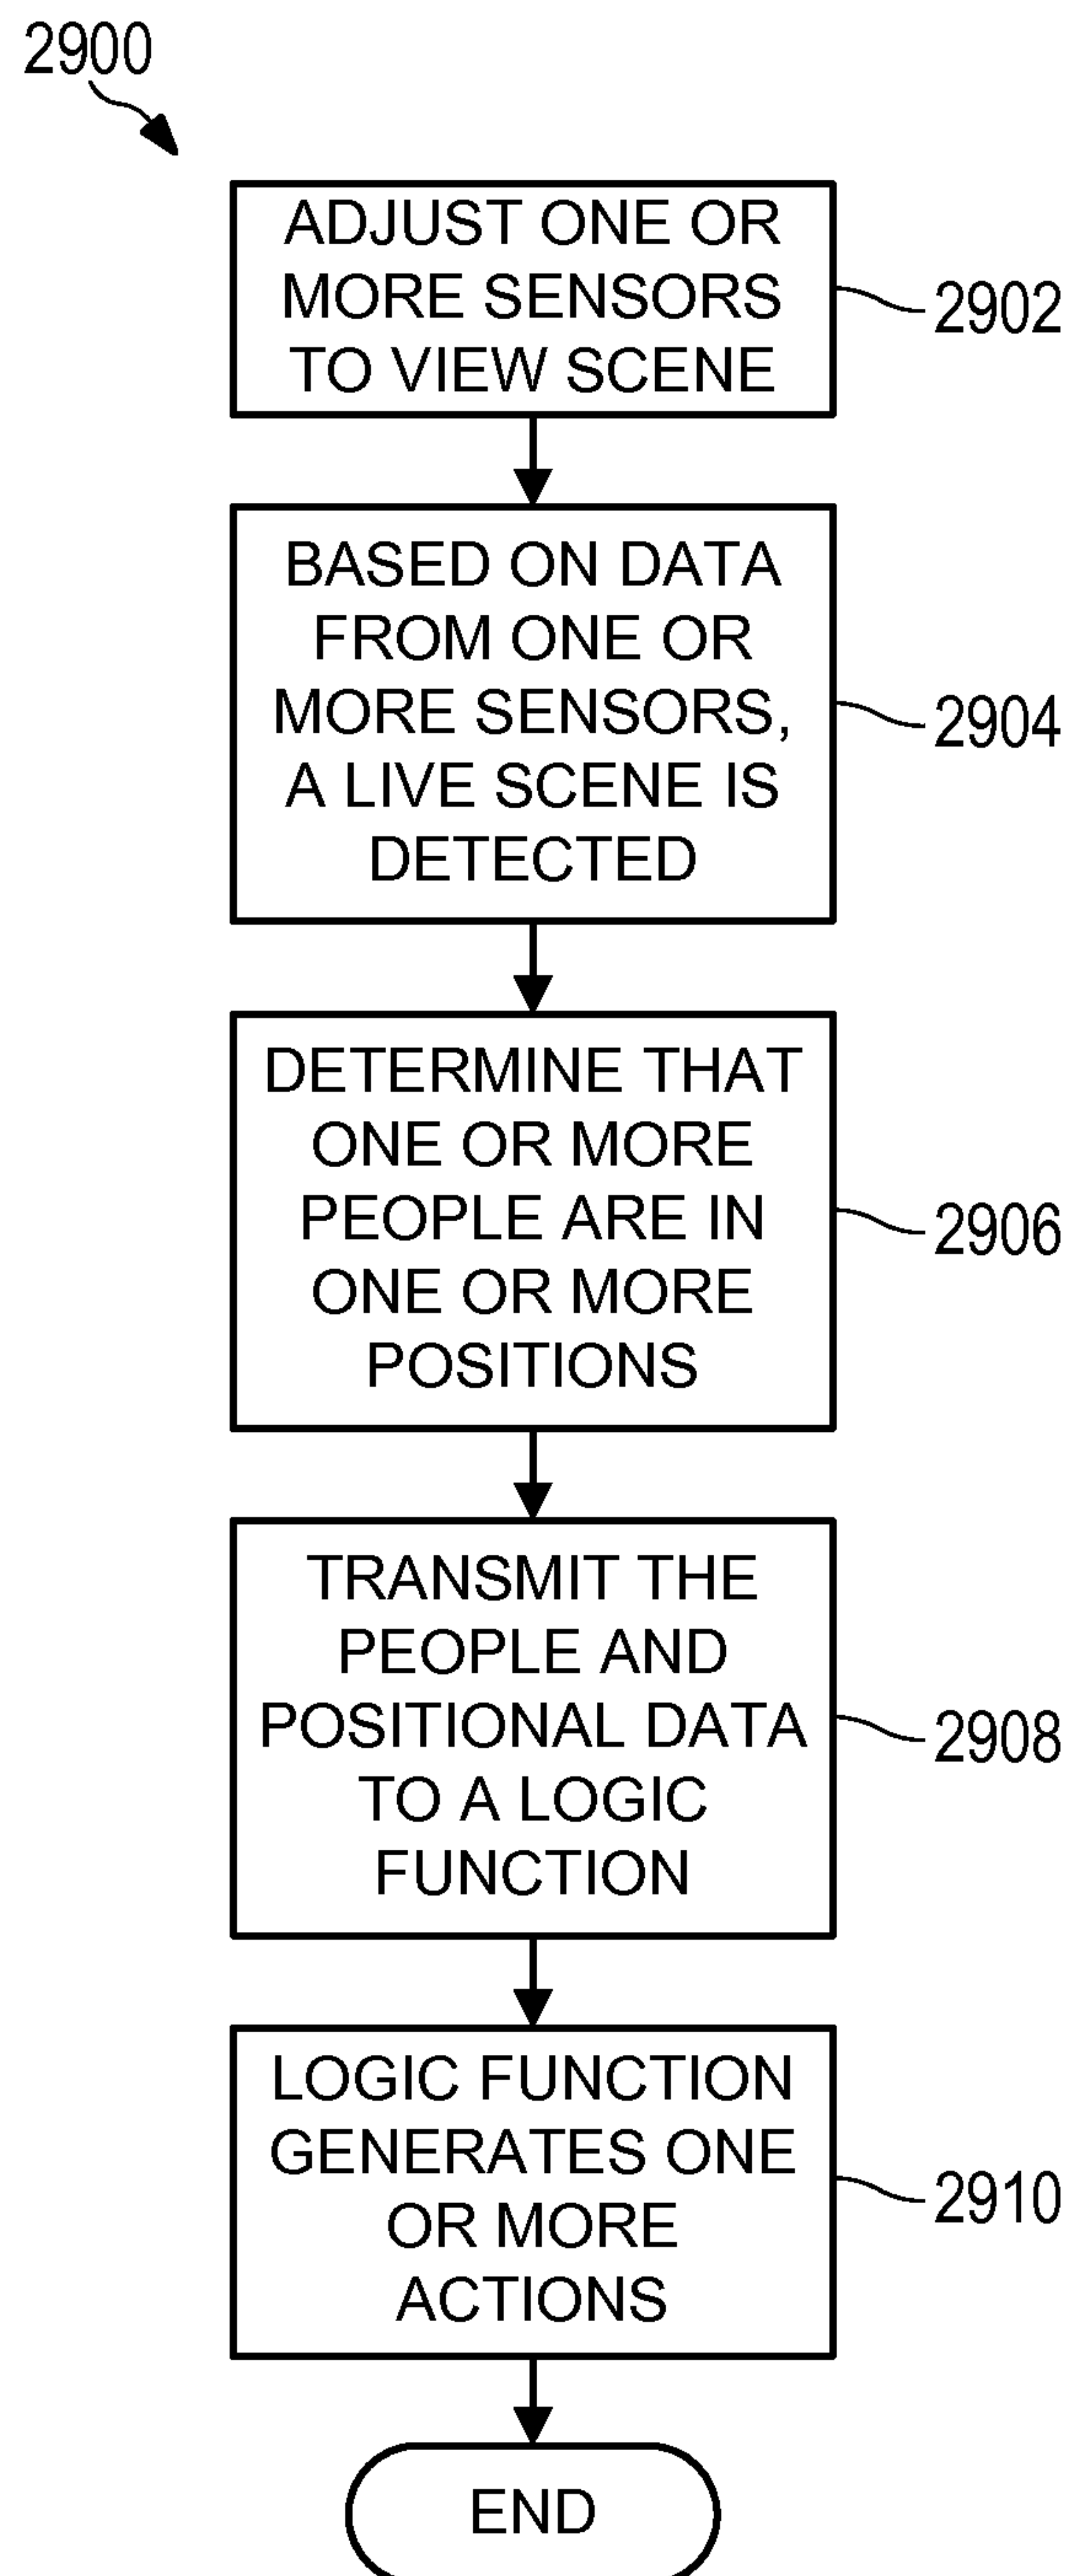 2900
ADJUST ONE OR
MORE SENSORS
TO VIEW SCENE
2902
BASED ON DATA
FROM ONE OR
MORE SENSORS,
A LIVE SCENE IS
DETECTED
2904
DETERMINE THAT
ONE OR MORE
PEOPLE ARE IN
ONE OR MORE
POSITIONS
2906
TRANSMIT THE
PEOPLE AND
POSITIONAL DATA
TO A LOGIC
FUNCTION
2908
LOGIC FUNCTION
GENERATES ONE
OR MORE
ACTIONS
2910
END